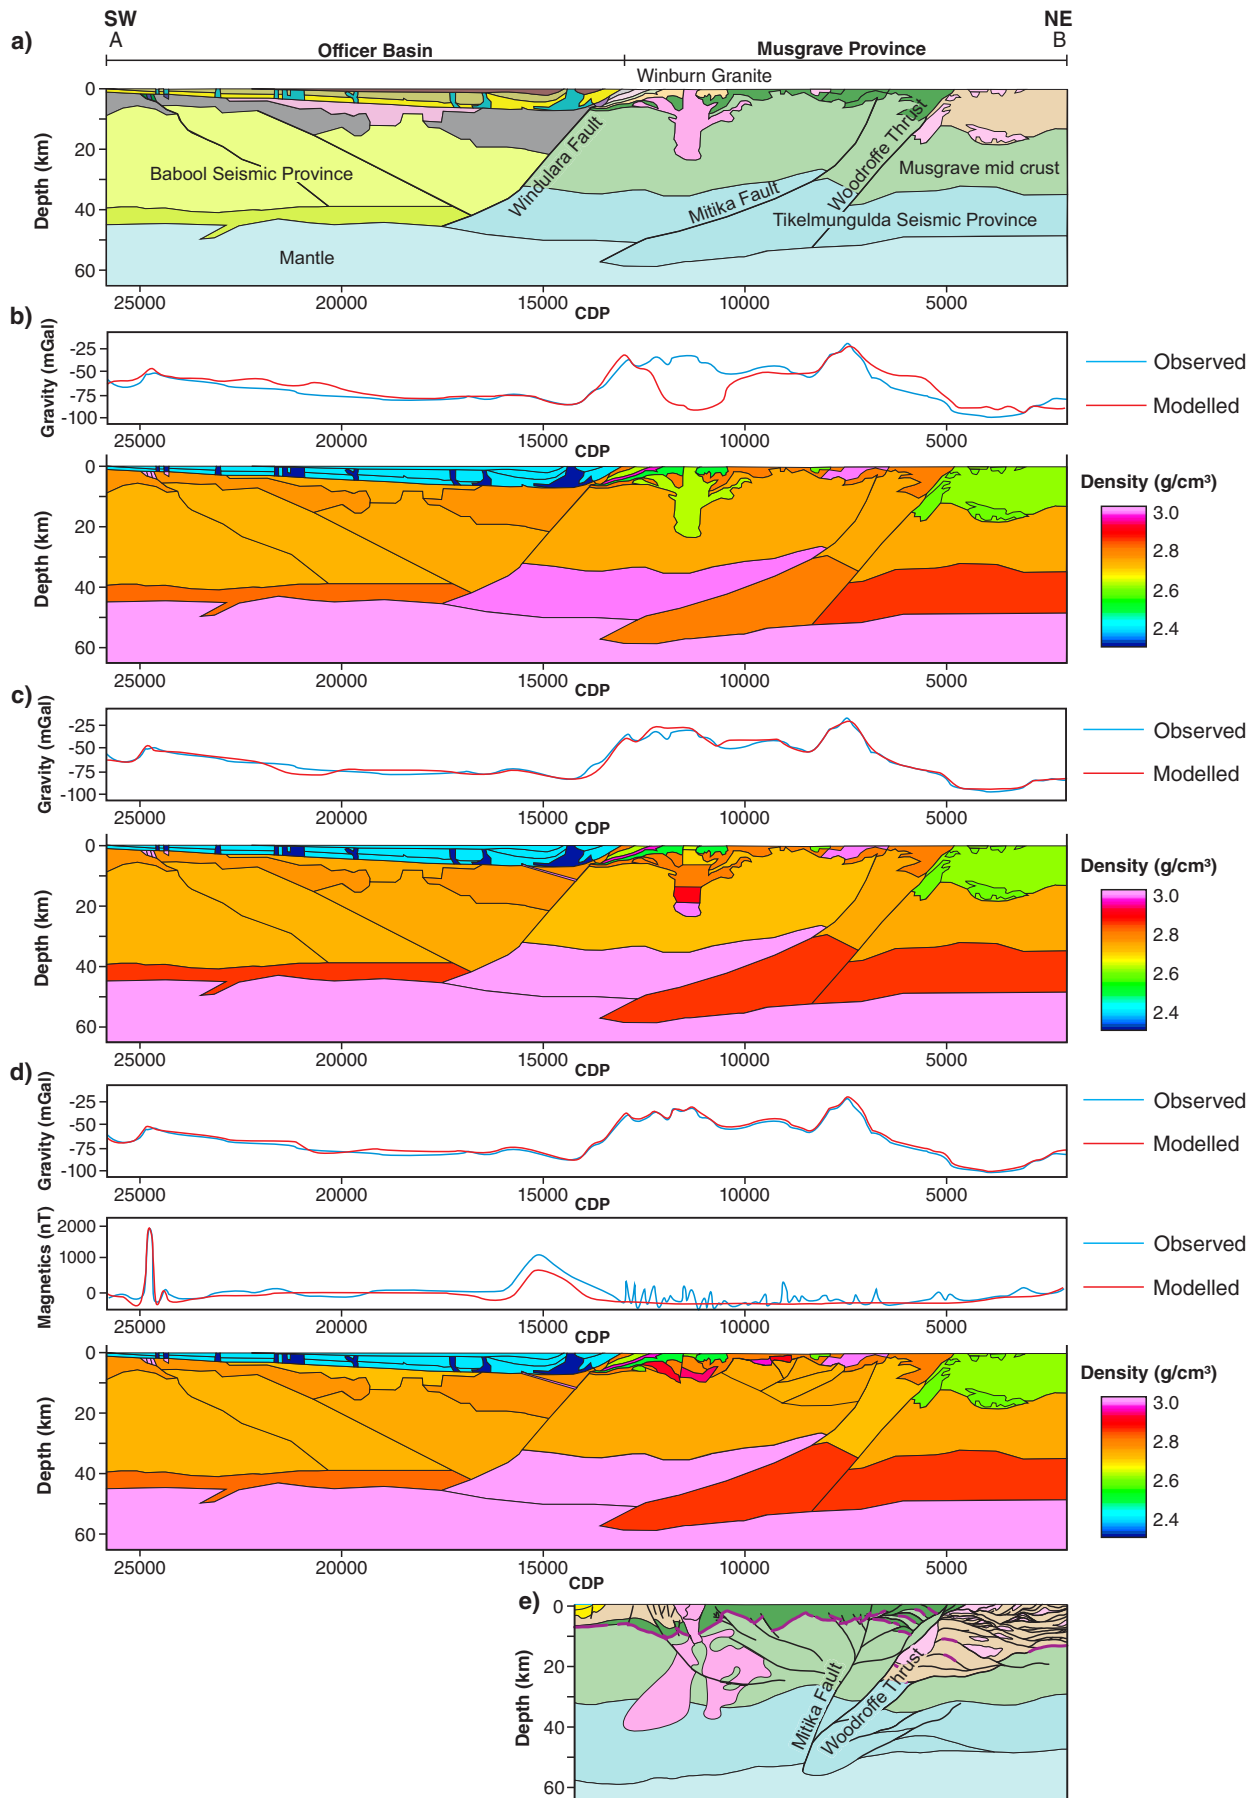 SW
NE
a)
A
B
Officer Basin
Musgrave Province
Winburn Granite
0
20
40
60
Depth (km)
Babool Seismic Province
Windulara Fault
Mitika Fault
Woodroffe Thrust
Musgrave mid crust
Tikelmungulda Seismic Province
Mantle
25000 20000 15000 10000 5000
CDP
b)
Gravity (mGal)
-25
-50
-75
-100
Observed
Modelled
25000 20000 15000 10000 5000
CDP
0
20
40
60
Depth (km)
Density (g/cm³)
3.0
2.8
2.6
2.4
25000 20000 15000 10000 5000
CDP
c)
Gravity (mGal)
-25
-50
-75
-100
Observed
Modelled
25000 20000 15000 10000 5000
CDP
0
20
40
60
Depth (km)
Density (g/cm³)
3.0
2.8
2.6
2.4
25000 20000 15000 10000 5000
CDP
d)
Gravity (mGal)
-25
-50
-75
-100
Observed
Modelled
25000 20000 15000 10000 5000
CDP
Magnetics (nT)
2000
1000
0
Observed
Modelled
25000 20000 15000 10000 5000
CDP
0
20
40
60
Depth (km)
Density (g/cm³)
3.0
2.8
2.6
2.4
25000 20000 15000 10000 5000
CDP
e)
0
20
40
60
Depth (km)
Mitika Fault
Woodroffe Thrust